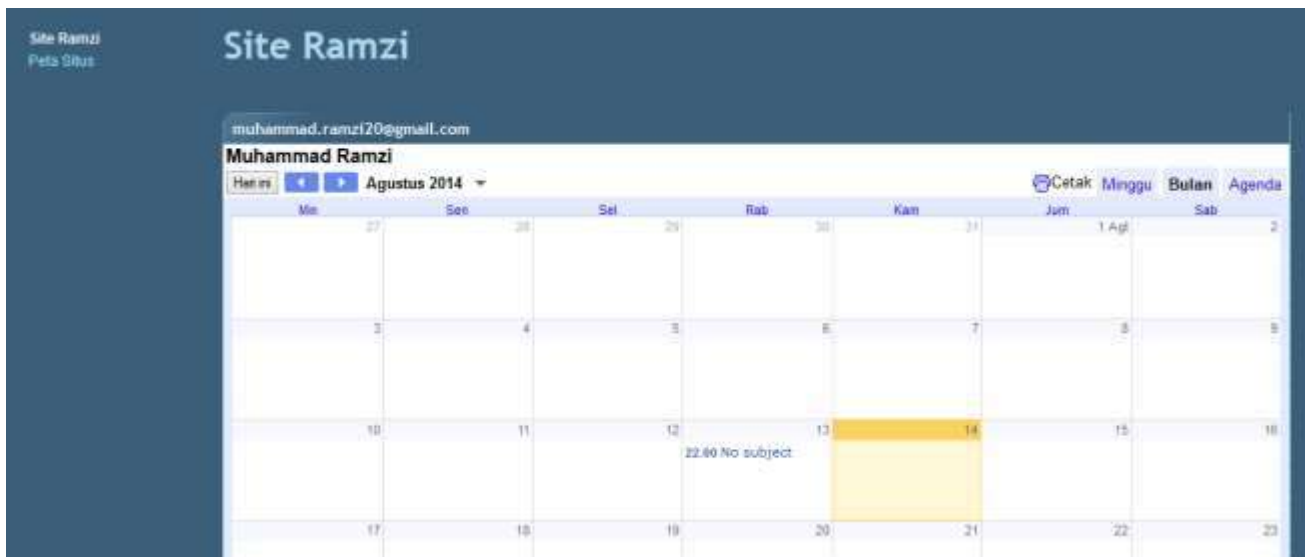 Site Ramzi
Peta Situs
Site Ramzi
muhammad.ramzi20@gmail.com
Muhammad Ramzi
Hari ini Agustus 2014 Cetak Minggu Bulan Agenda
Min Sen Sel Rab Kam Jum Sab
27 28 29 30 31 1 Agt 2
3 4 5 6 7 8 9
10 11 12 13 14 15 16
22.00 No subject
17 18 19 20 21 22 23